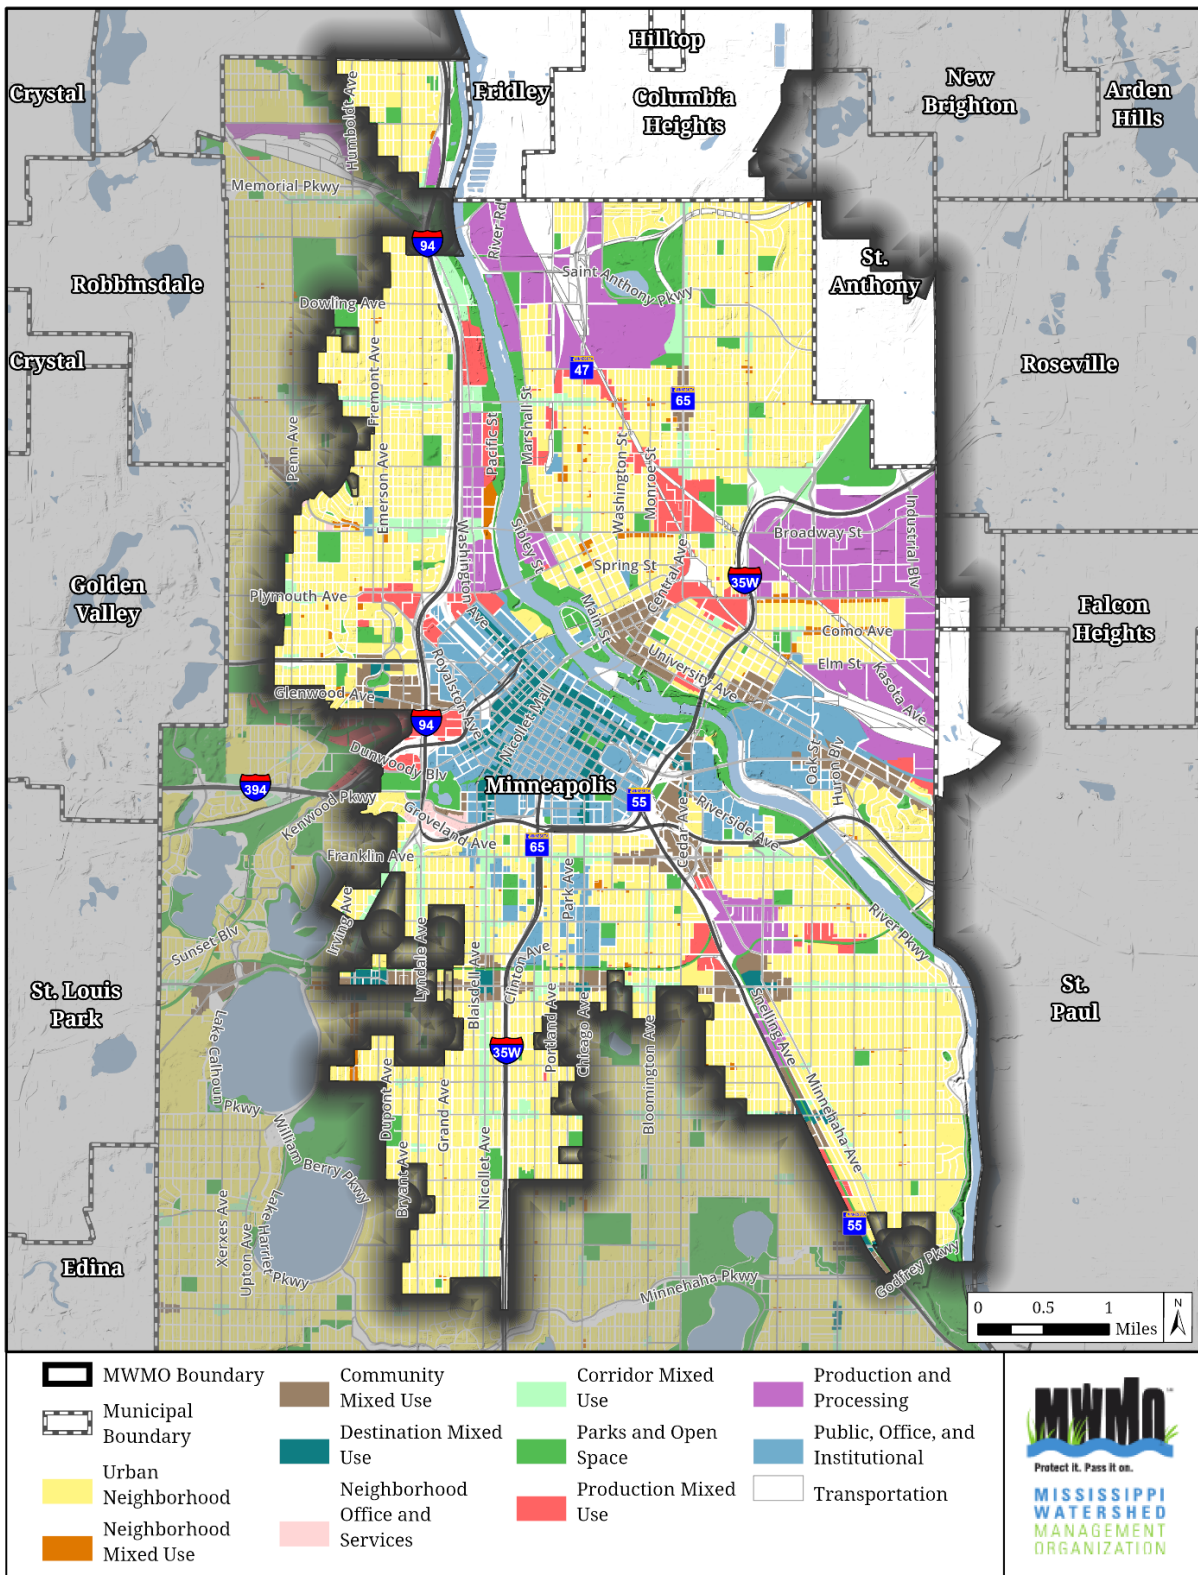 Hilltop
Crystal
Fridley
Columbia
Heights
New
Brighton
Arden
Hills
Humboldt Ave
Memorial Pkwy
River Rd
94
Saint Anthony Pkwy
St.
Anthony
Robbinsdale
Dowling Ave
Crystal
47
Roseville
65
Fremont Ave
Penn Ave
Emerson Ave
Pacific St
Marshall St
Washington St
Monroe St
Industrial Blv
Broadway St
Washington Ave
Sibley St
Spring St
Central Ave
35W
Golden
Valley
Plymouth Ave
Main St
Falcon
Heights
Como Ave
Elm St
Kasota Ave
University Ave
Royalston Ave
Glenwood Ave
Nicollet Mall
94
Dunwoody Blv
Oak St
Huron Blv
394
Minneapolis
55
Kenwood Pkwy
Groveland Ave
Riverside Ave
Cedar Ave
65
Franklin Ave
Park Ave
Irving Ave
River Pkwy
Sunset Blv
Lyndale Ave
Blaisdell Ave
Clinton Ave
St. Louis
Park
St.
Paul
Lake Calhoun
Pkwy
Portland Ave
Chicago Ave
Bloomington Ave
Snelling Ave
35W
Minnehaha Ave
Dupont Ave
Grand Ave
William Berry Pkwy
Bryant Ave
Nicollet Ave
Xerxes Ave
Upton Ave
Lake Harriet Pkwy
55
Edina
Minnehaha Pkwy
Godfrey Pkwy
0 0.5 1
Miles
N
MWMO Boundary
Municipal
Boundary
Urban
Neighborhood
Neighborhood
Mixed Use
Community
Mixed Use
Destination Mixed
Use
Neighborhood
Office and
Services
Corridor Mixed
Use
Parks and Open
Space
Production Mixed
Use
Production and
Processing
Public, Office, and
Institutional
Transportation
MWMO
Protect it. Pass it on.
MISSISSIPPI
WATERSHED
MANAGEMENT
ORGANIZATION